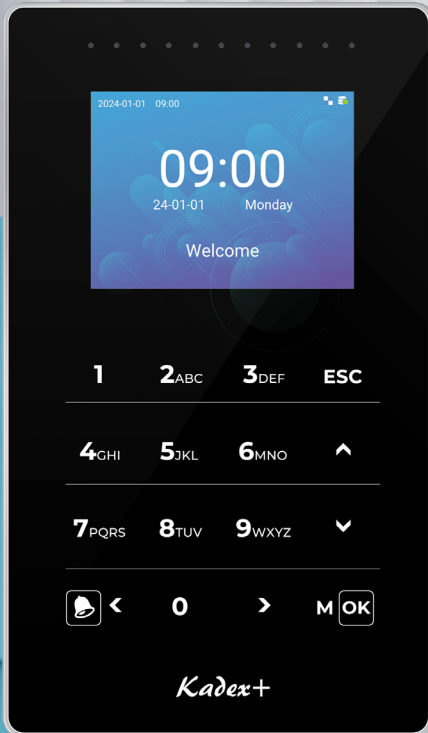 2024-01-01 09:00
09:00
24-01-01 Monday
Welcome
1 2ABC 3DEF ESC
4GHI 5JKL 6MNO
7PQRS 8TUV 9WXYZ
0 M OK
Kadex+